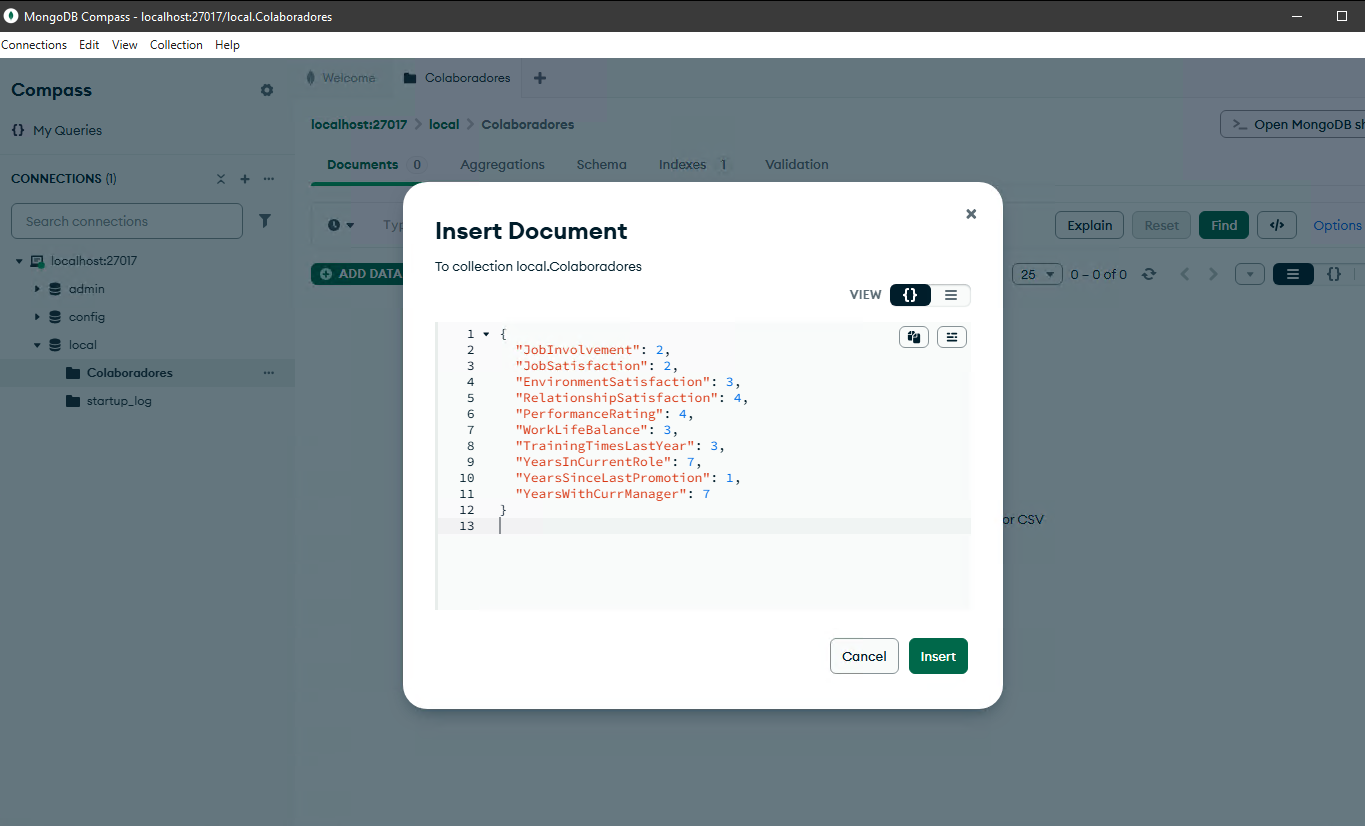 MongoDB Compass - localhost:27017/local.Colaboradores
Connections Edit View Collection Help
Compass
{} My Queries
CONNECTIONS (1)
Search connections
localhost:27017
admin
config
local
Colaboradores
startup_log
Welcome
Colaboradores
localhost:27017 > local > Colaboradores
>_ Open MongoDB sh
Documents 0 Aggregations Schema Indexes 1 Validation
Typ
Explain Reset Find </> Options
ADD DATA
25 0 – 0 of 0 {}
or CSV
Insert Document
To collection local.Colaboradores
VIEW {}
1 {
2 "JobInvolvement": 2,
3 "JobSatisfaction": 2,
4 "EnvironmentSatisfaction": 3,
5 "RelationshipSatisfaction": 4,
6 "PerformanceRating": 4,
7 "WorkLifeBalance": 3,
8 "TrainingTimesLastYear": 3,
9 "YearsInCurrentRole": 7,
10 "YearsSinceLastPromotion": 1,
11 "YearsWithCurrManager": 7
12 }
13
Cancel Insert